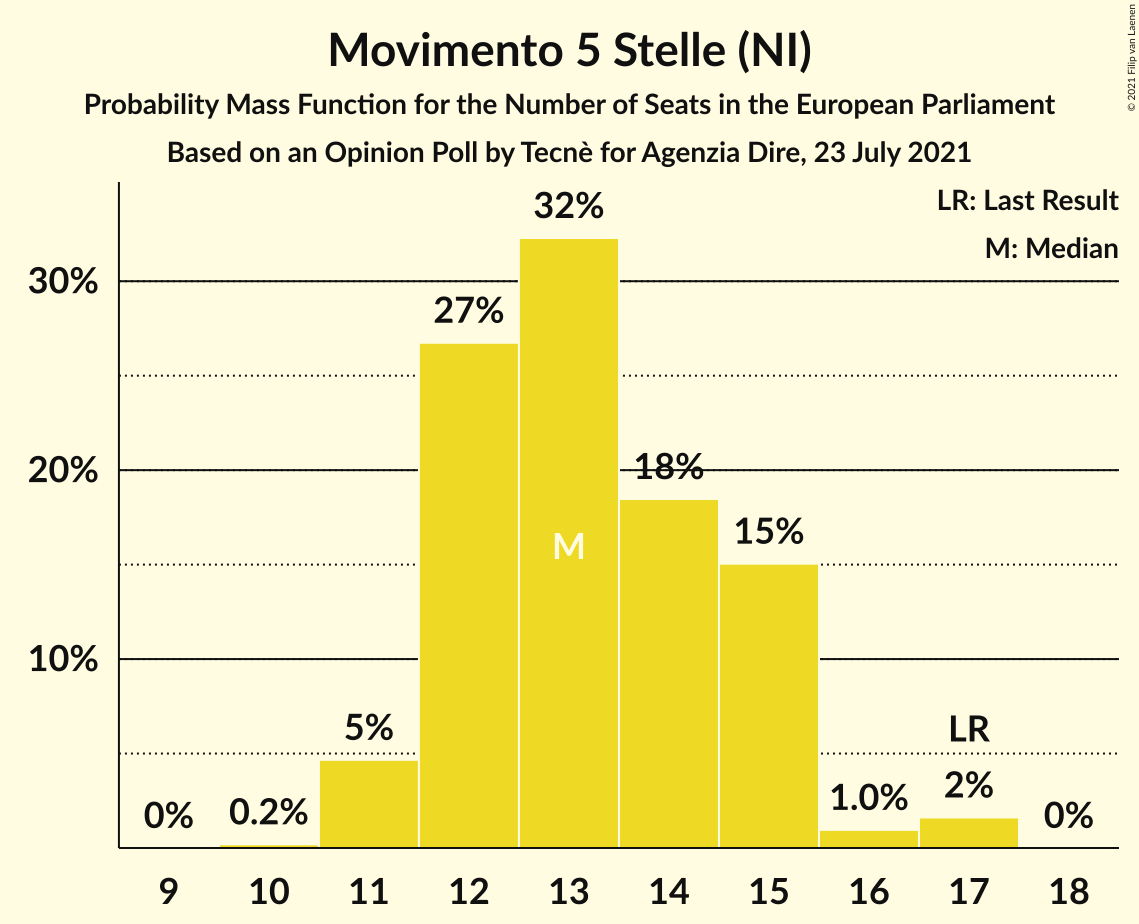 Movimento 5 Stelle (NI)
Probability Mass Function for the Number of Seats in the European Parliament
Based on an Opinion Poll by Tecnè for Agenzia Dire, 23 July 2021
© 2021 Filip van Laenen
LR: Last Result
M: Median
30%
20%
10%
0%
0.2%
5%
27%
32%
M
18%
15%
1.0%
LR
2%
0%
9 10 11 12 13 14 15 16 17 18